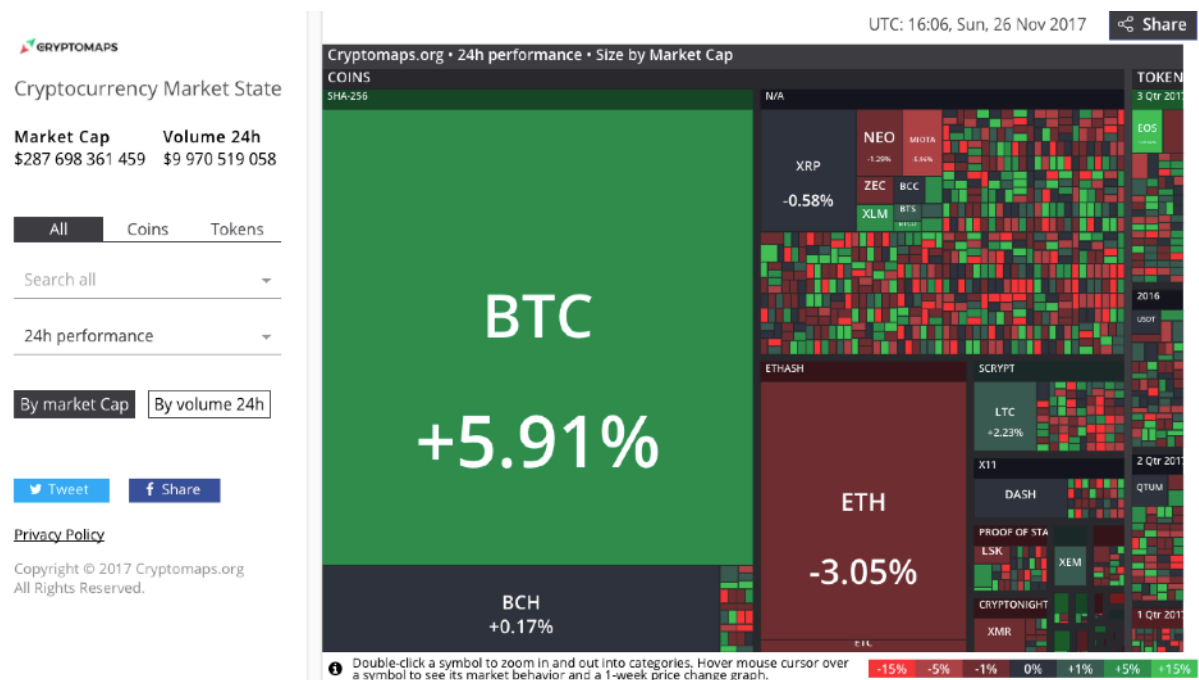 UTC: 16:06, Sun, 26 Nov 2017
Share
CRYPTOMAPS
Cryptocurrency Market State
Market Cap Volume 24h
$287 698 361 459 $9 970 519 058
All Coins Tokens
Search all
24h performance
By market Cap By volume 24h
Tweet Share
Privacy Policy
Copyright © 2017 Cryptomaps.org
All Rights Reserved.
Cryptomaps.org • 24h performance • Size by Market Cap
COINS
SHA-256
BTC
+5.91%
BCH
+0.17%
N/A
XRP
-0.58%
NEO
-1.29%
MIOTA
ZEC BCC
XLM BTS
ETHASH
ETH
-3.05%
ETC
SCRYPT
LTC
+2.23%
X11
DASH
PROOF OF STA
LSK
XEM
CRYPTONIGHT
XMR
TOKEN
3 Qtr 2017
EOS
2016
USDT
2 Qtr 2017
QTUM
1 Qtr 2017
Double-click a symbol to zoom in and out into categories. Hover mouse cursor over
a symbol to see its market behavior and a 1-week price change graph.
-15% -5% -1% 0% +1% +5% +15%